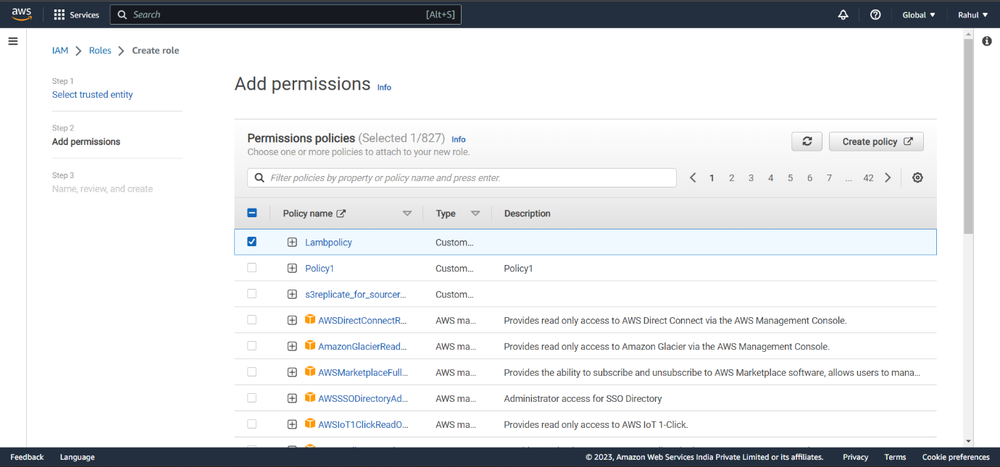 aws Services Search [Alt+S] Global ▼ Rahul ▼
IAM > Roles > Create role
Step 1
Select trusted entity
Step 2
Add permissions
Step 3
Name, review, and create
Add permissions Info
Permissions policies (Selected 1/827) Info
Choose one or more policies to attach to your new role.
Create policy
Filter policies by property or policy name and press enter.
< 1 2 3 4 5 6 7 ... 42 >
Policy name Type Description
Lambpolicy Custom...
Policy1 Custom... Policy1
s3replicate_for_sourcer... Custom...
AWSDirectConnectR... AWS ma... Provides read only access to AWS Direct Connect via the AWS Management Console.
AmazonGlacierRead... AWS ma... Provides read only access to Amazon Glacier via the AWS Management Console.
AWSMarketplaceFull... AWS ma... Provides the ability to subscribe and unsubscribe to AWS Marketplace software, allows users to mana...
AWSSSODirectoryAd... AWS ma... Administrator access for SSO Directory
AWSIoT1ClickReadO... AWS ma... Provides read only access to AWS IoT 1-Click.
Feedback Language © 2023, Amazon Web Services India Private Limited or its affiliates. Privacy Terms Cookie preferences